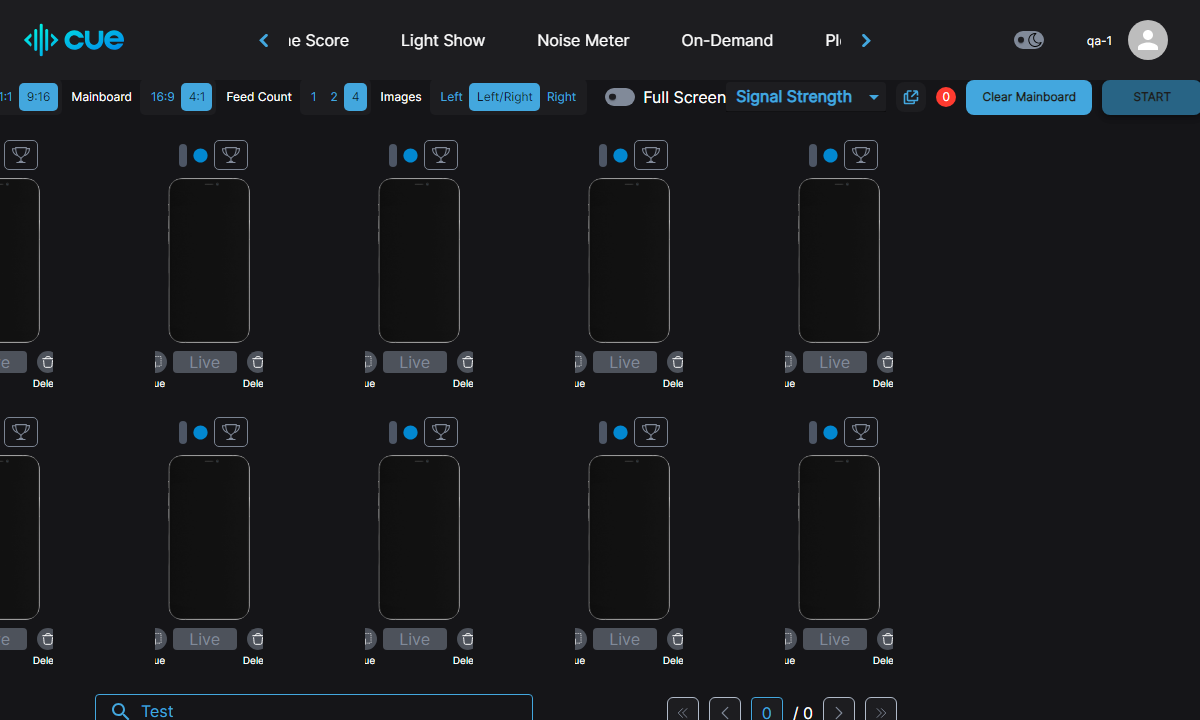 cue
ne Score Light Show Noise Meter On-Demand Pl
qa-1
1:1 9:16 Mainboard 16:9 4:1 Feed Count 1 2 4 Images Left Left/Right Right Full Screen Signal Strength 0 Clear Mainboard START
e Live Live Live Live
Dele ue Dele ue Dele ue Dele ue Dele
e Live Live Live Live
Dele ue Dele ue Dele ue Dele ue Dele
Test
0 / 0